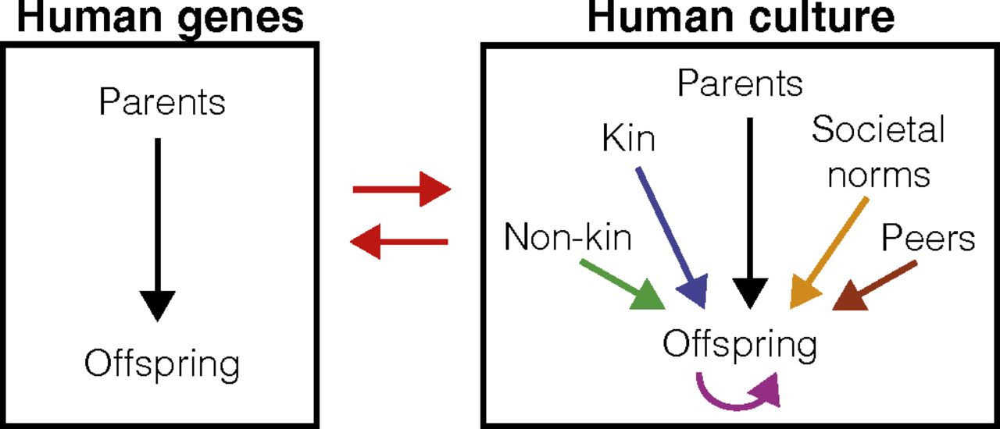 Human genes
Parents
Offspring
Human culture
Parents
Kin
Societal
norms
Non-kin
Peers
Offspring